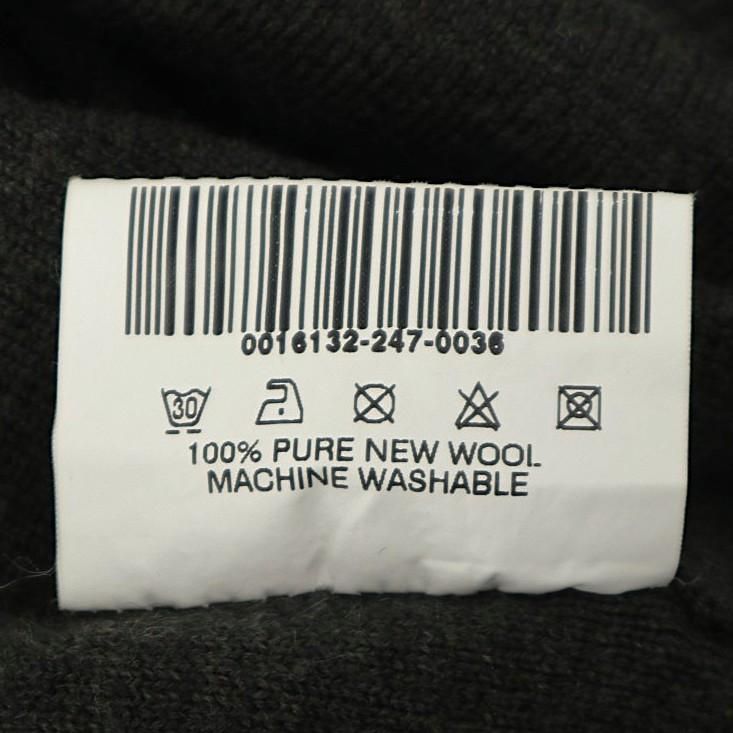 0016132-247-0036
30
100% PURE NEW WOOL
MACHINE WASHABLE